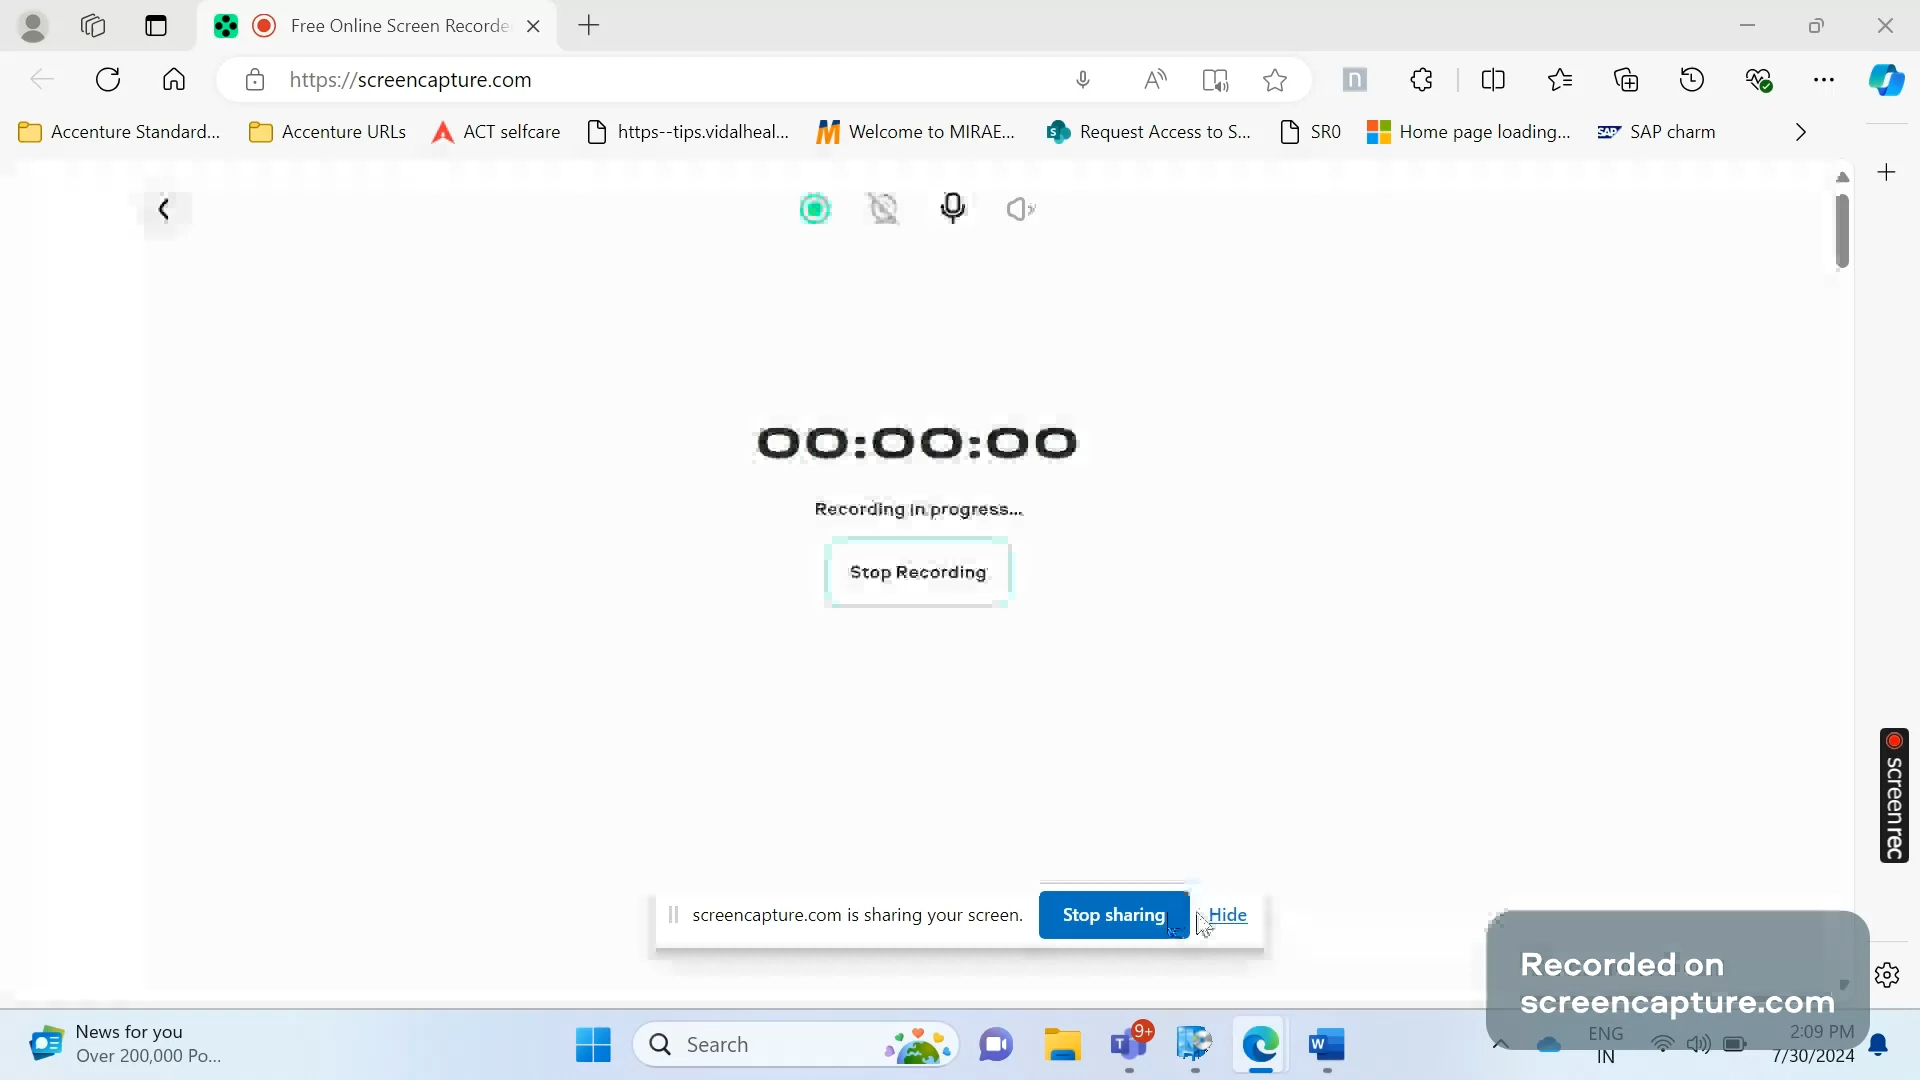 Free Online Screen Recorde
https://screencapture.com
Accenture Standard...
Accenture URLs
ACT selfcare
https--tips.vidalheal...
Welcome to MIRAE...
Request Access to S...
SR0
Home page loading...
SAP charm
00:00:00
Recording in progress...
Stop Recording
screenrec
screencapture.com is sharing your screen.
Stop sharing
Hide
Recorded on
screencapture.com
News for you
Over 200,000 Po...
Search
9+
ENG
IN
2:09 PM
7/30/2024